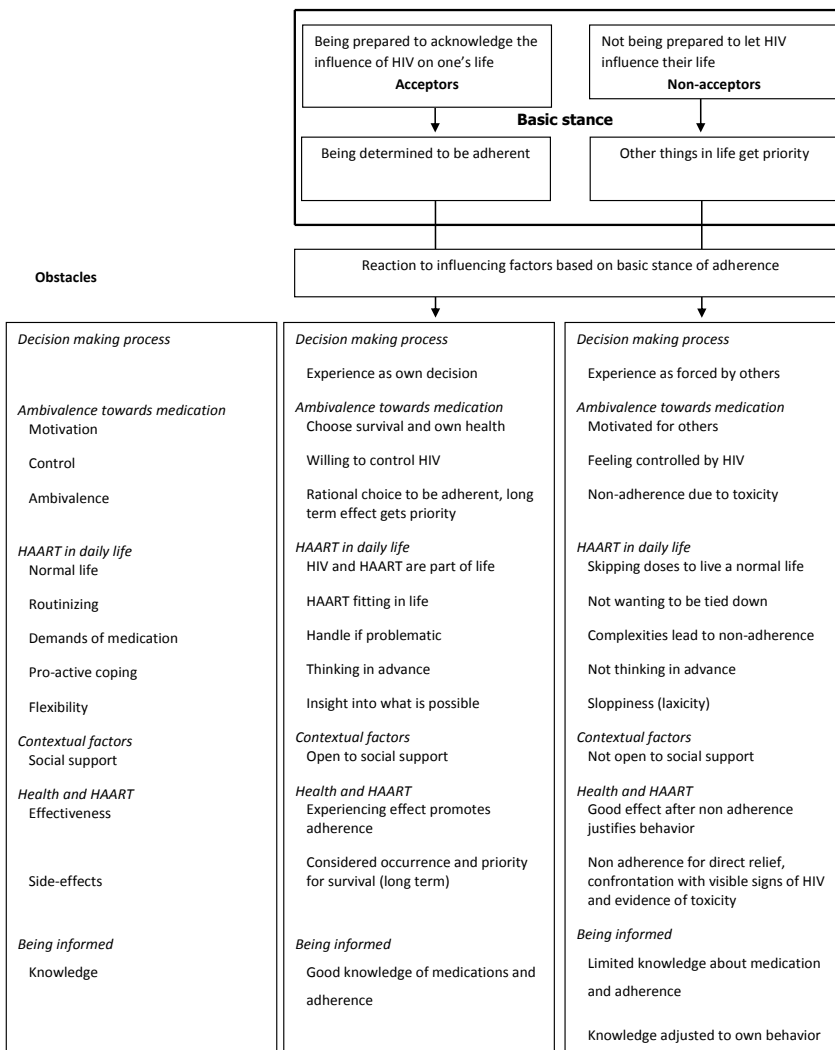 Being prepared to acknowledge the
influence of HIV on one's life
Acceptors
Not being prepared to let HIV
influence their life
Non-acceptors
Basic stance
Being determined to be adherent
Other things in life get priority
Reaction to influencing factors based on basic stance of adherence
Obstacles
Decision making process
Ambivalence towards medication
Motivation
Control
Ambivalence
HAART in daily life
Normal life
Routinizing
Demands of medication
Pro-active coping
Flexibility
Contextual factors
Social support
Health and HAART
Effectiveness
Side-effects
Being informed
Knowledge
Decision making process
Experience as own decision
Ambivalence towards medication
Choose survival and own health
Willing to control HIV
Rational choice to be adherent, long
term effect gets priority
HAART in daily life
HIV and HAART are part of life
HAART fitting in life
Handle if problematic
Thinking in advance
Insight into what is possible
Contextual factors
Open to social support
Health and HAART
Experiencing effect promotes
adherence
Considered occurrence and priority
for survival (long term)
Being informed
Good knowledge of medications and
adherence
Decision making process
Experience as forced by others
Ambivalence towards medication
Motivated for others
Feeling controlled by HIV
Non-adherence due to toxicity
HAART in daily life
Skipping doses to live a normal life
Not wanting to be tied down
Complexities lead to non-adherence
Not thinking in advance
Sloppiness (laxicity)
Contextual factors
Not open to social support
Health and HAART
Good effect after non adherence
justifies behavior
Non adherence for direct relief,
confrontation with visible signs of HIV
and evidence of toxicity
Being informed
Limited knowledge about medication
and adherence
Knowledge adjusted to own behavior